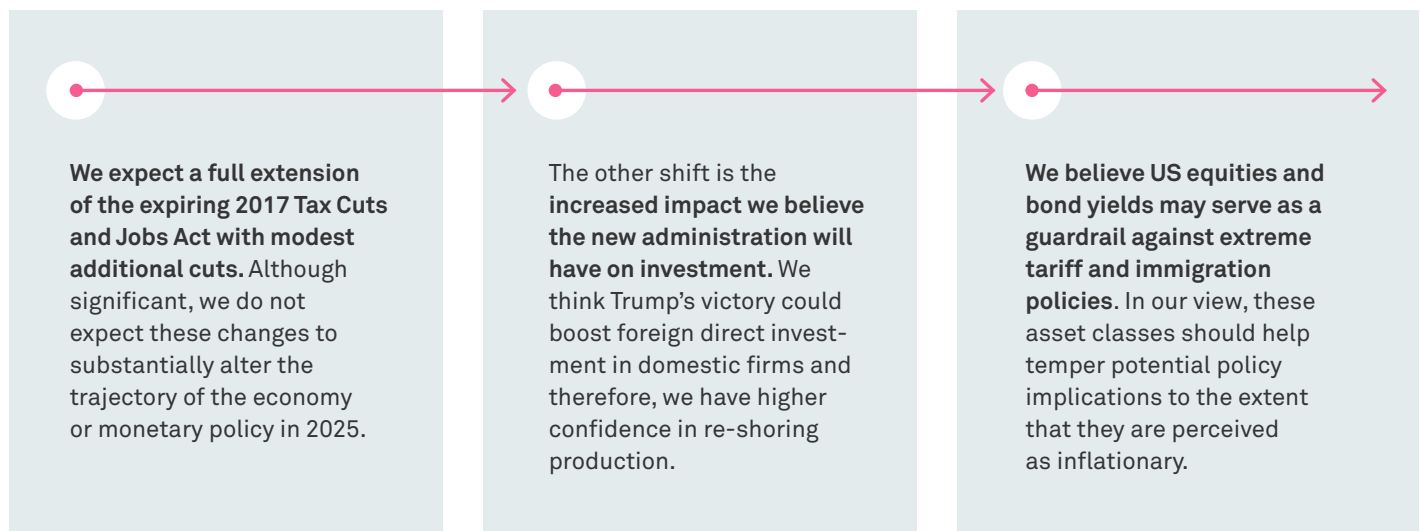 We expect a full extension
of the expiring 2017 Tax Cuts
and Jobs Act with modest
additional cuts. Although
significant, we do not
expect these changes to
substantially alter the
trajectory of the economy
or monetary policy in 2025.
The other shift is the
increased impact we believe
the new administration will
have on investment. We
think Trump’s victory could
boost foreign direct invest-
ment in domestic firms and
therefore, we have higher
confidence in re-shoring
production.
We believe US equities and
bond yields may serve as a
guardrail against extreme
tariff and immigration
policies. In our view, these
asset classes should help
temper potential policy
implications to the extent
that they are perceived
as inflationary.